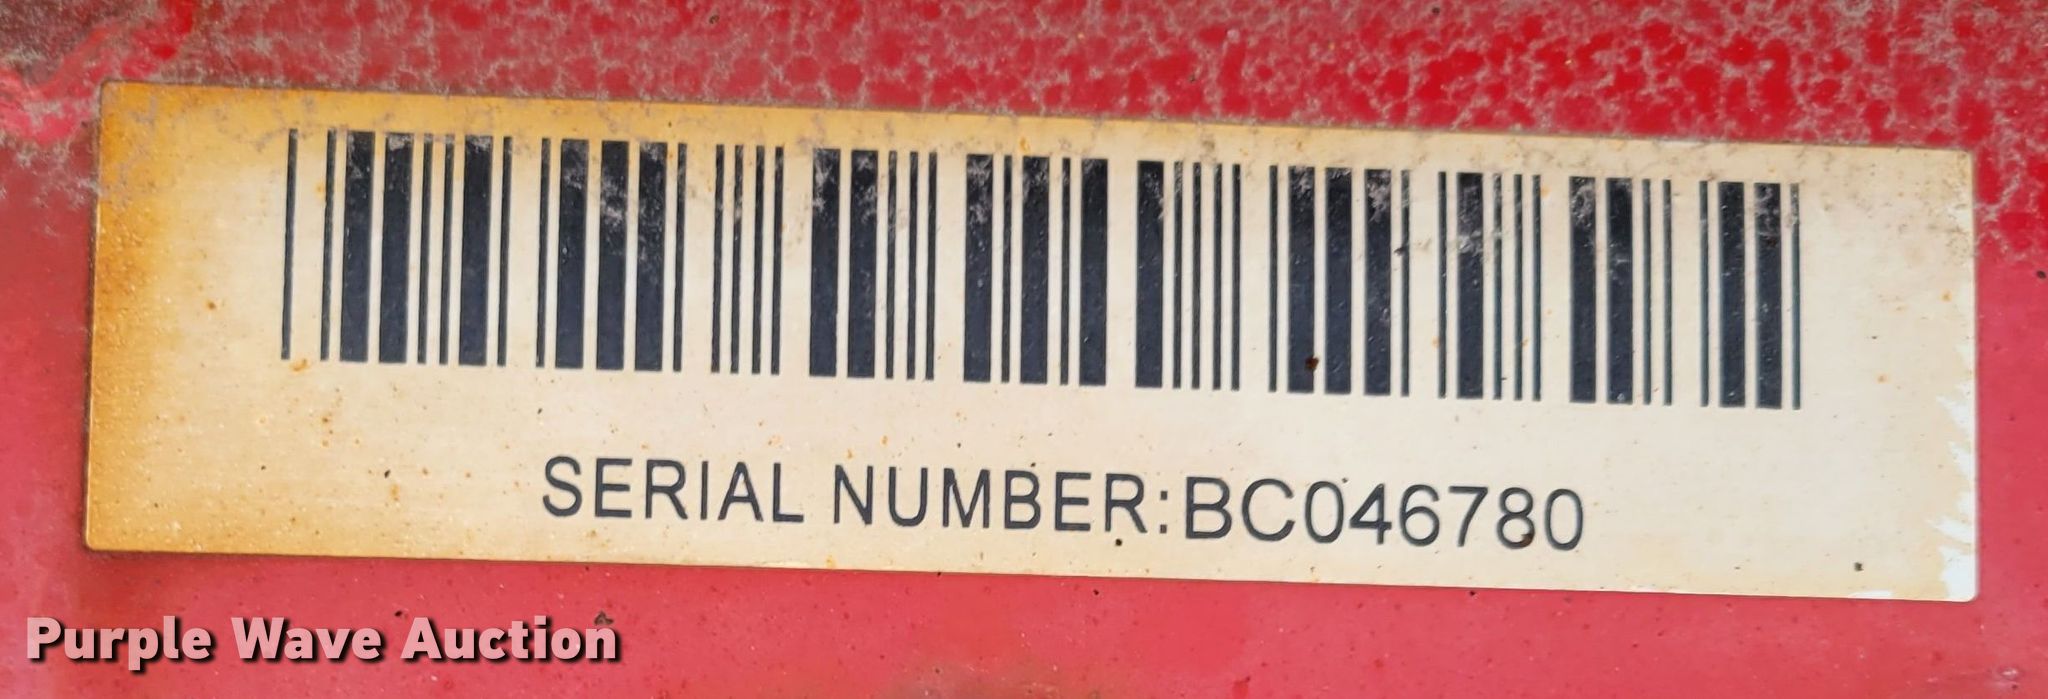 SERIAL NUMBER:BC046780
Purple Wave Auction